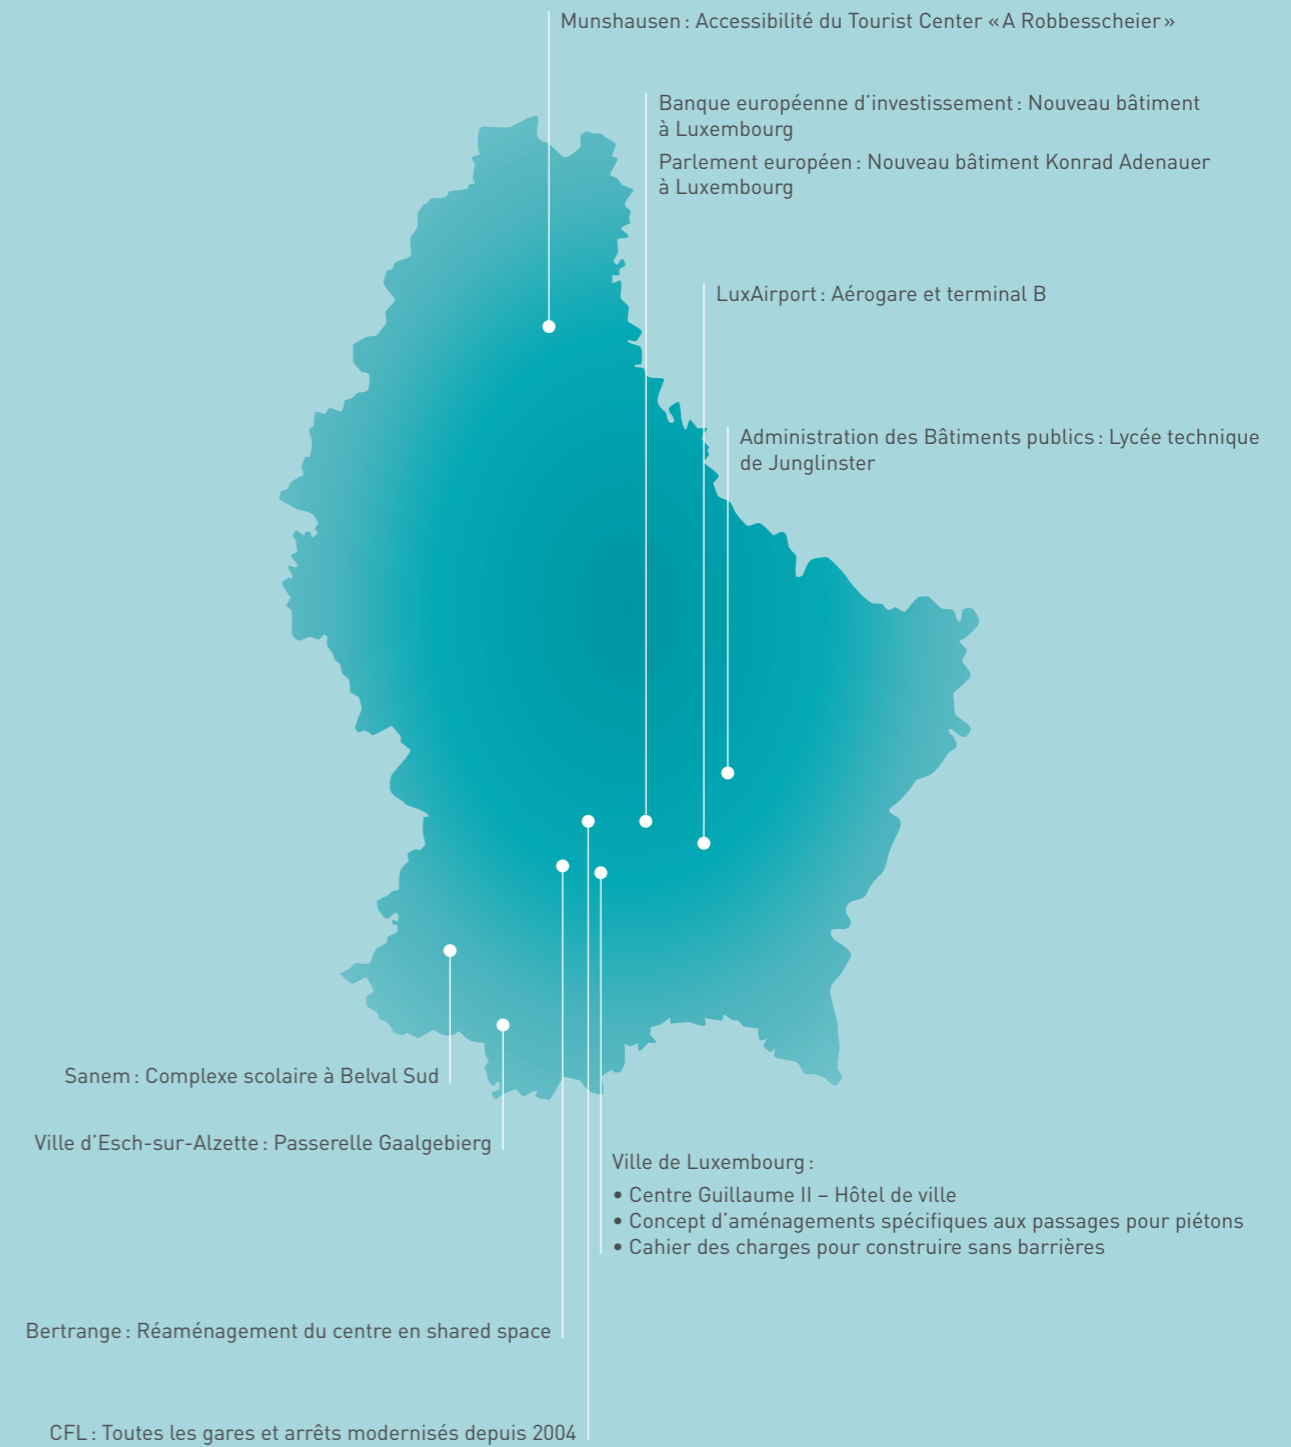 Munshausen : Accessibilité du Tourist Center «A Robbesscheier»
Banque européenne d'investissement : Nouveau bâtiment
à Luxembourg
Parlement européen : Nouveau bâtiment Konrad Adenauer
à Luxembourg
LuxAirport : Aérogare et terminal B
Administration des Bâtiments publics : Lycée technique
de Junglinster
Sanem : Complexe scolaire à Belval Sud
Ville d'Esch-sur-Alzette : Passerelle Gaalgebierg
Ville de Luxembourg :
• Centre Guillaume II – Hôtel de ville
• Concept d'aménagements spécifiques aux passages pour piétons
• Cahier des charges pour construire sans barrières
Bertrange : Réaménagement du centre en shared space
CFL : Toutes les gares et arrêts modernisés depuis 2004